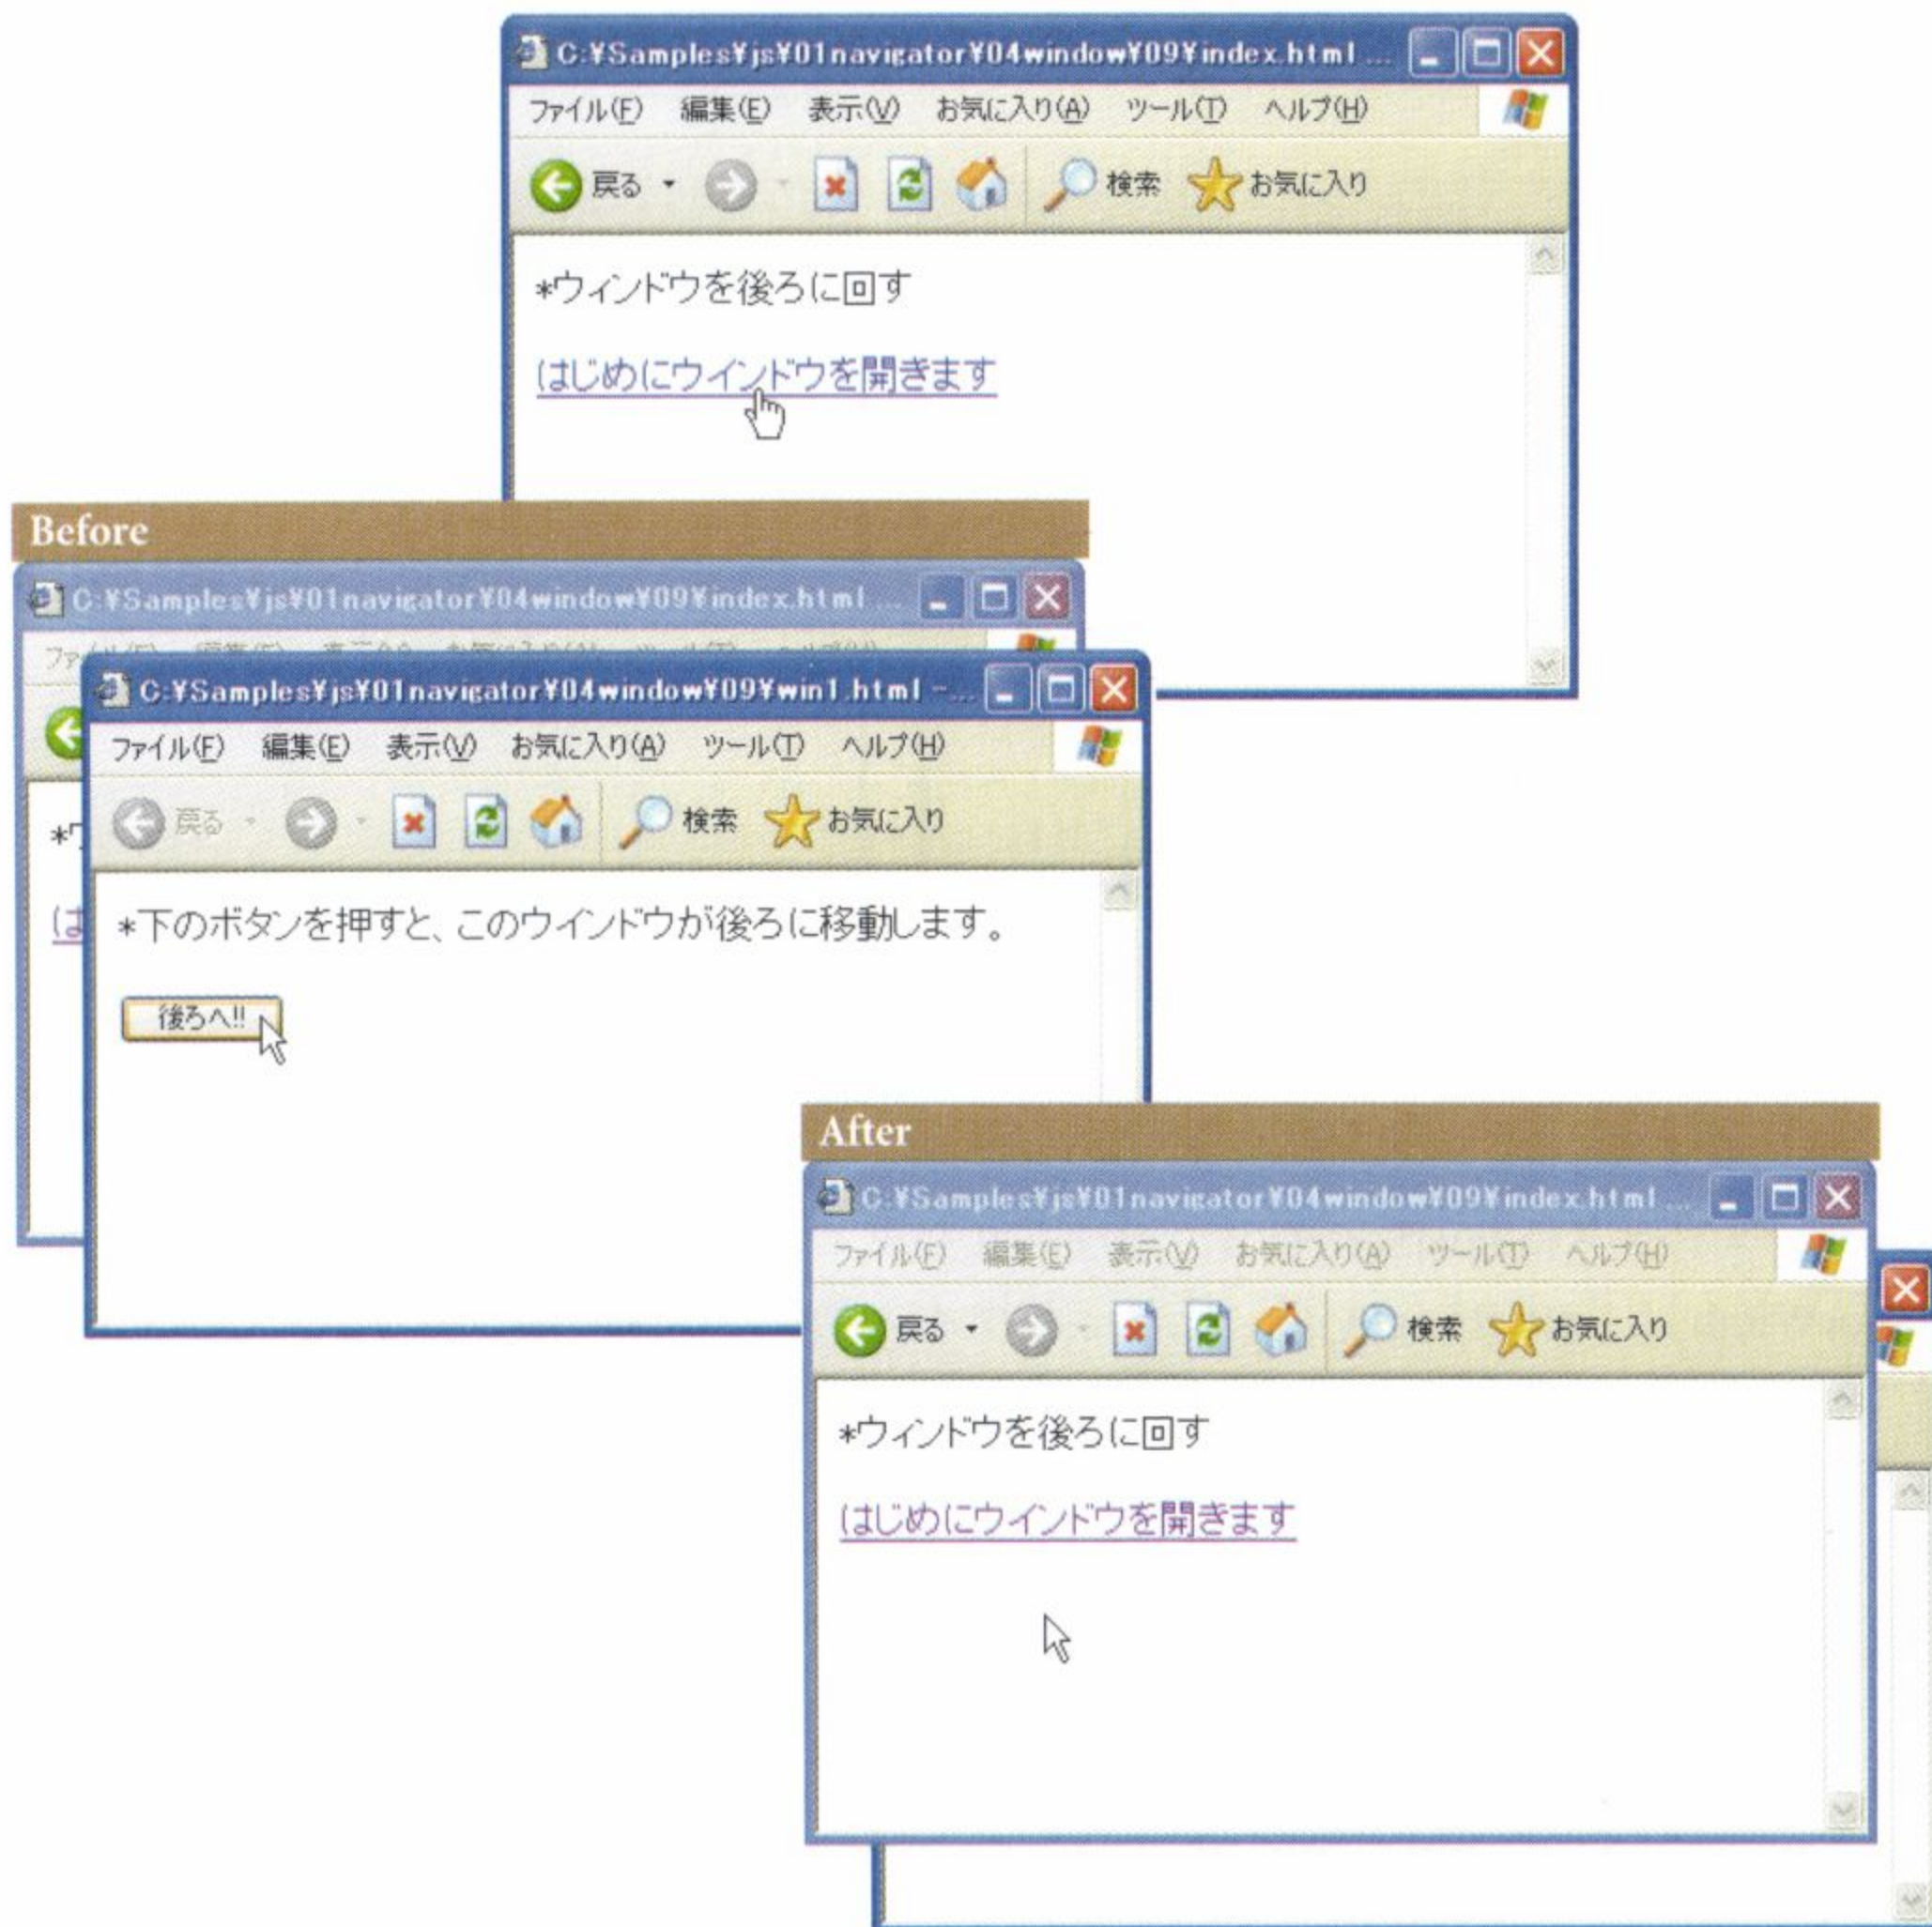 C:¥Samples¥js¥01navigator¥04window¥09¥index.html ...
ファイル(F) 編集(E) 表示(V) お気に入り(A) ツール(T) ヘルプ(H)
戻る 検索 お気に入り
*ウィンドウを後ろに回す
はじめにウインドウを開きます
Before
C:¥Samples¥js¥01navigator¥04window¥09¥index.html ...
C:¥Samples¥js¥01navigator¥04window¥09¥win1.html -...
ファイル(F) 編集(E) 表示(V) お気に入り(A) ツール(T) ヘルプ(H)
戻る 検索 お気に入り
*下のボタンを押すと、このウインドウが後ろに移動します。
後ろへ!!
After
C:¥Samples¥js¥01navigator¥04window¥09¥index.html ...
ファイル(F) 編集(E) 表示(V) お気に入り(A) ツール(T) ヘルプ(H)
戻る 検索 お気に入り
*ウィンドウを後ろに回す
はじめにウインドウを開きます